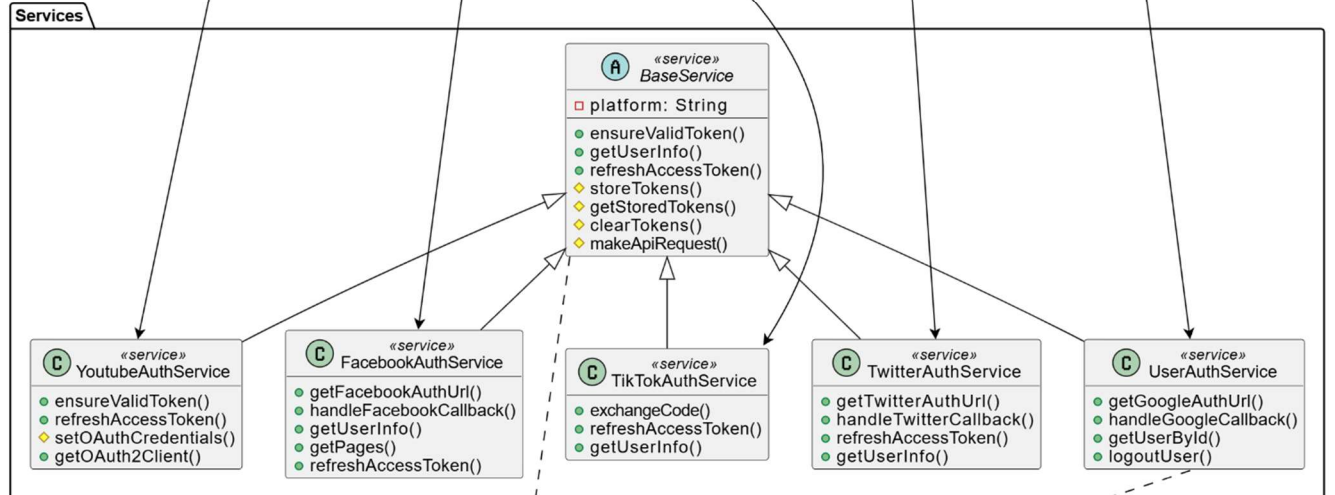 Services
A
«service»
BaseService
platform: String
ensureValidToken()
getUserInfo()
refreshAccessToken()
storeTokens()
getStoredTokens()
clearTokens()
makeApiRequest()
C
«service»
YoutubeAuthService
ensureValidToken()
refreshAccessToken()
setOAuthCredentials()
getOAuth2Client()
C
«service»
FacebookAuthService
getFacebookAuthUrl()
handleFacebookCallback()
getUserInfo()
getPages()
refreshAccessToken()
C
«service»
TikTokAuthService
exchangeCode()
refreshAccessToken()
getUserInfo()
C
«service»
TwitterAuthService
getTwitterAuthUrl()
handleTwitterCallback()
refreshAccessToken()
getUserInfo()
C
«service»
UserAuthService
getGoogleAuthUrl()
handleGoogleCallback()
getUserById()
logoutUser()